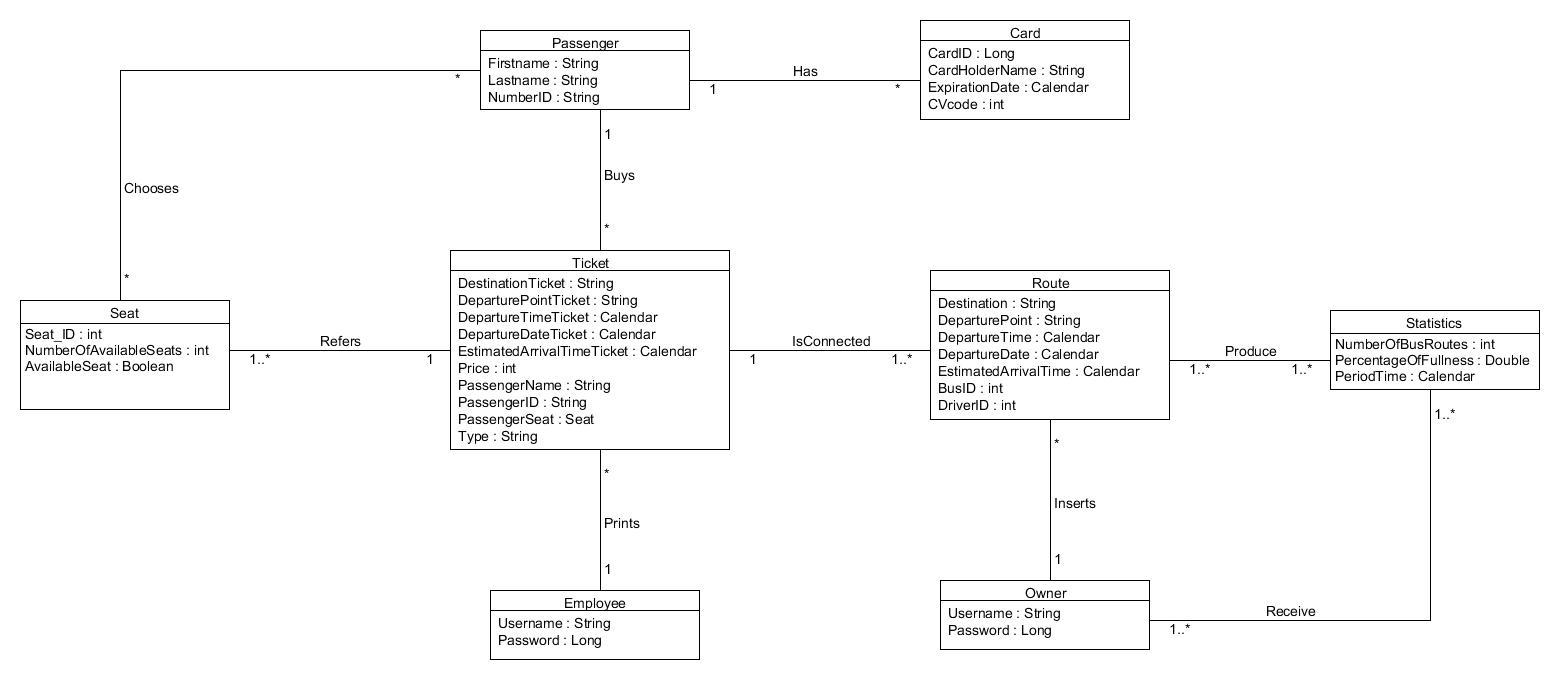 Passenger
Firstname : String
Lastname : String
NumberID : String
Card
CardID : Long
CardHolderName : String
ExpirationDate : Calendar
CVcode : int
Has
1
*
*
Chooses
*
1
Buys
*
Seat
Seat_ID : int
NumberOfAvailableSeats : int
AvailableSeat : Boolean
Refers
1..*
1
Ticket
DestinationTicket : String
DeparturePointTicket : String
DepartureTimeTicket : Calendar
DepartureDateTicket : Calendar
EstimatedArrivalTimeTicket : Calendar
Price : int
PassengerName : String
PassengerID : String
PassengerSeat : Seat
Type : String
IsConnected
1
1..*
Route
Destination : String
DeparturePoint : String
DepartureTime : Calendar
DepartureDate : Calendar
EstimatedArrivalTime : Calendar
BusID : int
DriverID : int
Produce
1..*
1..*
Statistics
NumberOfBusRoutes : int
PercentageOfFullness : Double
PeriodTime : Calendar
1..*
*
Prints
1
*
Inserts
1
Employee
Username : String
Password : Long
Owner
Username : String
Password : Long
Receive
1..*